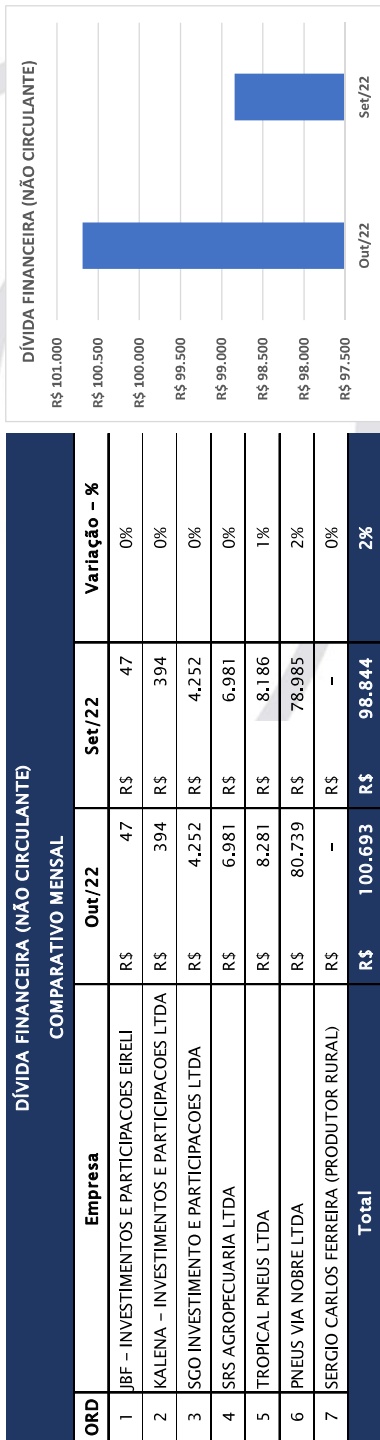 DÍVIDA FINANCEIRA (NÃO CIRCULANTE)
COMPARATIVO MENSAL
ORD Empresa Out/22 Set/22 Variação – %
1 JBF – INVESTIMENTOS E PARTICIPACOES EIRELI R$ 47 R$ 47 0%
2 KALENA – INVESTIMENTOS E PARTICIPACOES LTDA R$ 394 R$ 394 0%
3 SGO INVESTIMENTO E PARTICIPACOES LTDA R$ 4.252 R$ 4.252 0%
4 SRS AGROPECUARIA LTDA R$ 6.981 R$ 6.981 0%
5 TROPICAL PNEUS LTDA R$ 8.281 R$ 8.186 1%
6 PNEUS VIA NOBRE LTDA R$ 80.739 R$ 78.985 2%
7 SERGIO CARLOS FERREIRA (PRODUTOR RURAL) R$ – R$ – 0%
Total R$ 100.693 R$ 98.844 2%
DÍVIDA FINANCEIRA (NÃO CIRCULANTE)
R$ 101.000
R$ 100.500
R$ 100.000
R$ 99.500
R$ 99.000
R$ 98.500
R$ 98.000
R$ 97.500
Out/22 Set/22